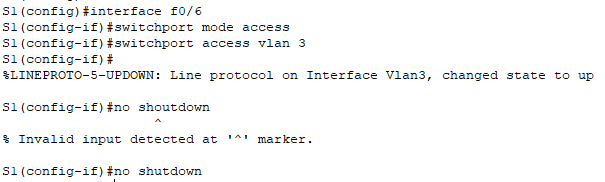 S1(config)#interface f0/6
S1(config-if)#switchport mode access
S1(config-if)#switchport access vlan 3
S1(config-if)#
%LINEPROTO-5-UPDOWN: Line protocol on Interface Vlan3, changed state to up
S1(config-if)#no shoutdown
^
% Invalid input detected at '^' marker.
S1(config-if)#no shutdown